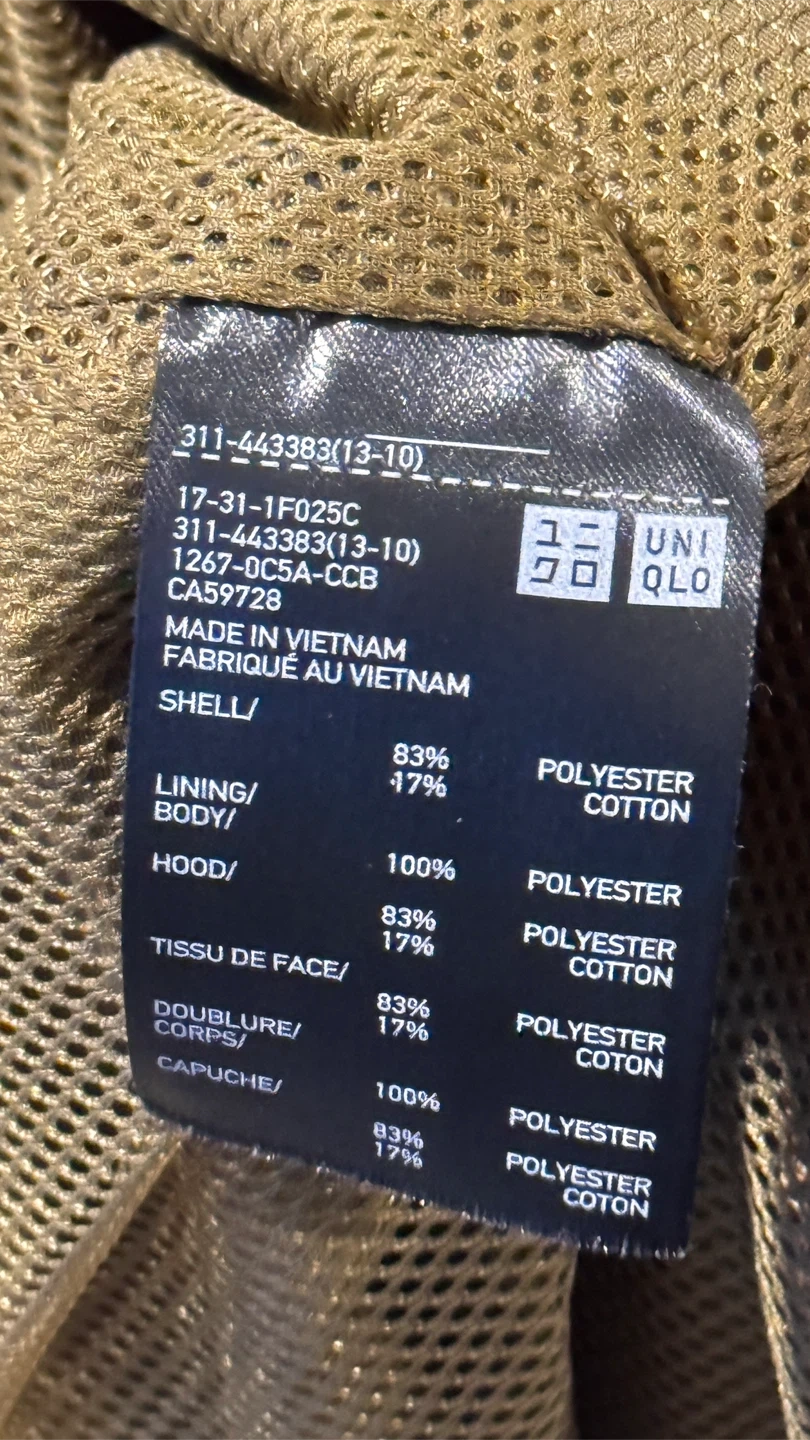 311-443383(13-10)
17-31-1F025C
311-443383(13-10)
1267-0C5A-CCB
CA59728
ユニ
クロ
UNI
QLO
MADE IN VIETNAM
FABRIQUÉ AU VIETNAM
SHELL/
83% POLYESTER
17% COTTON
LINING/
BODY/
100% POLYESTER
HOOD/
83% POLYESTER
17% COTTON
TISSU DE FACE/
83% POLYESTER
17% COTON
DOUBLURE/
CORPS/
100% POLYESTER
CAPUCHE/
83% POLYESTER
17% COTON